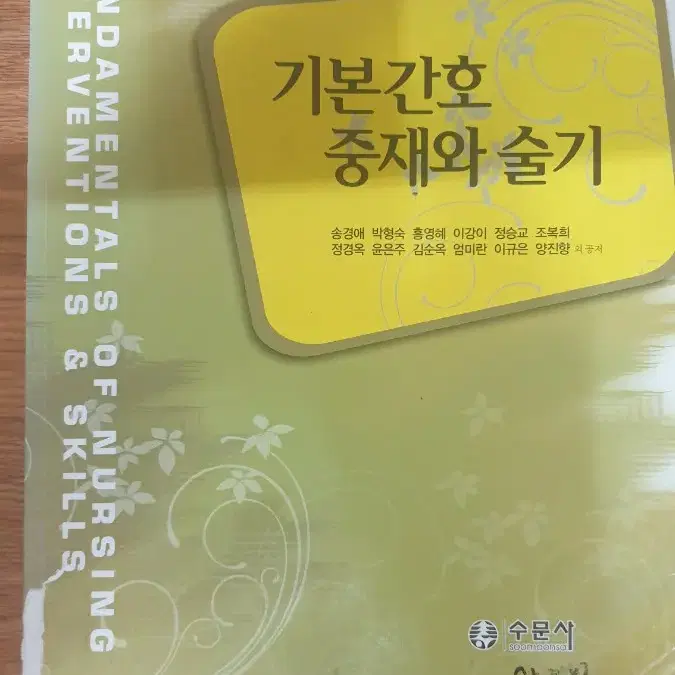 기본간호
중재와 술기
송경애 박형숙 홍영혜 이강이 정승교 조복희
정경옥 윤은주 김순옥 엄미란 이규은 양진향 외 공저
NDAMENTALS OF NURSING
ERVENTIONS & SKILLS
수문사
soomoonsa